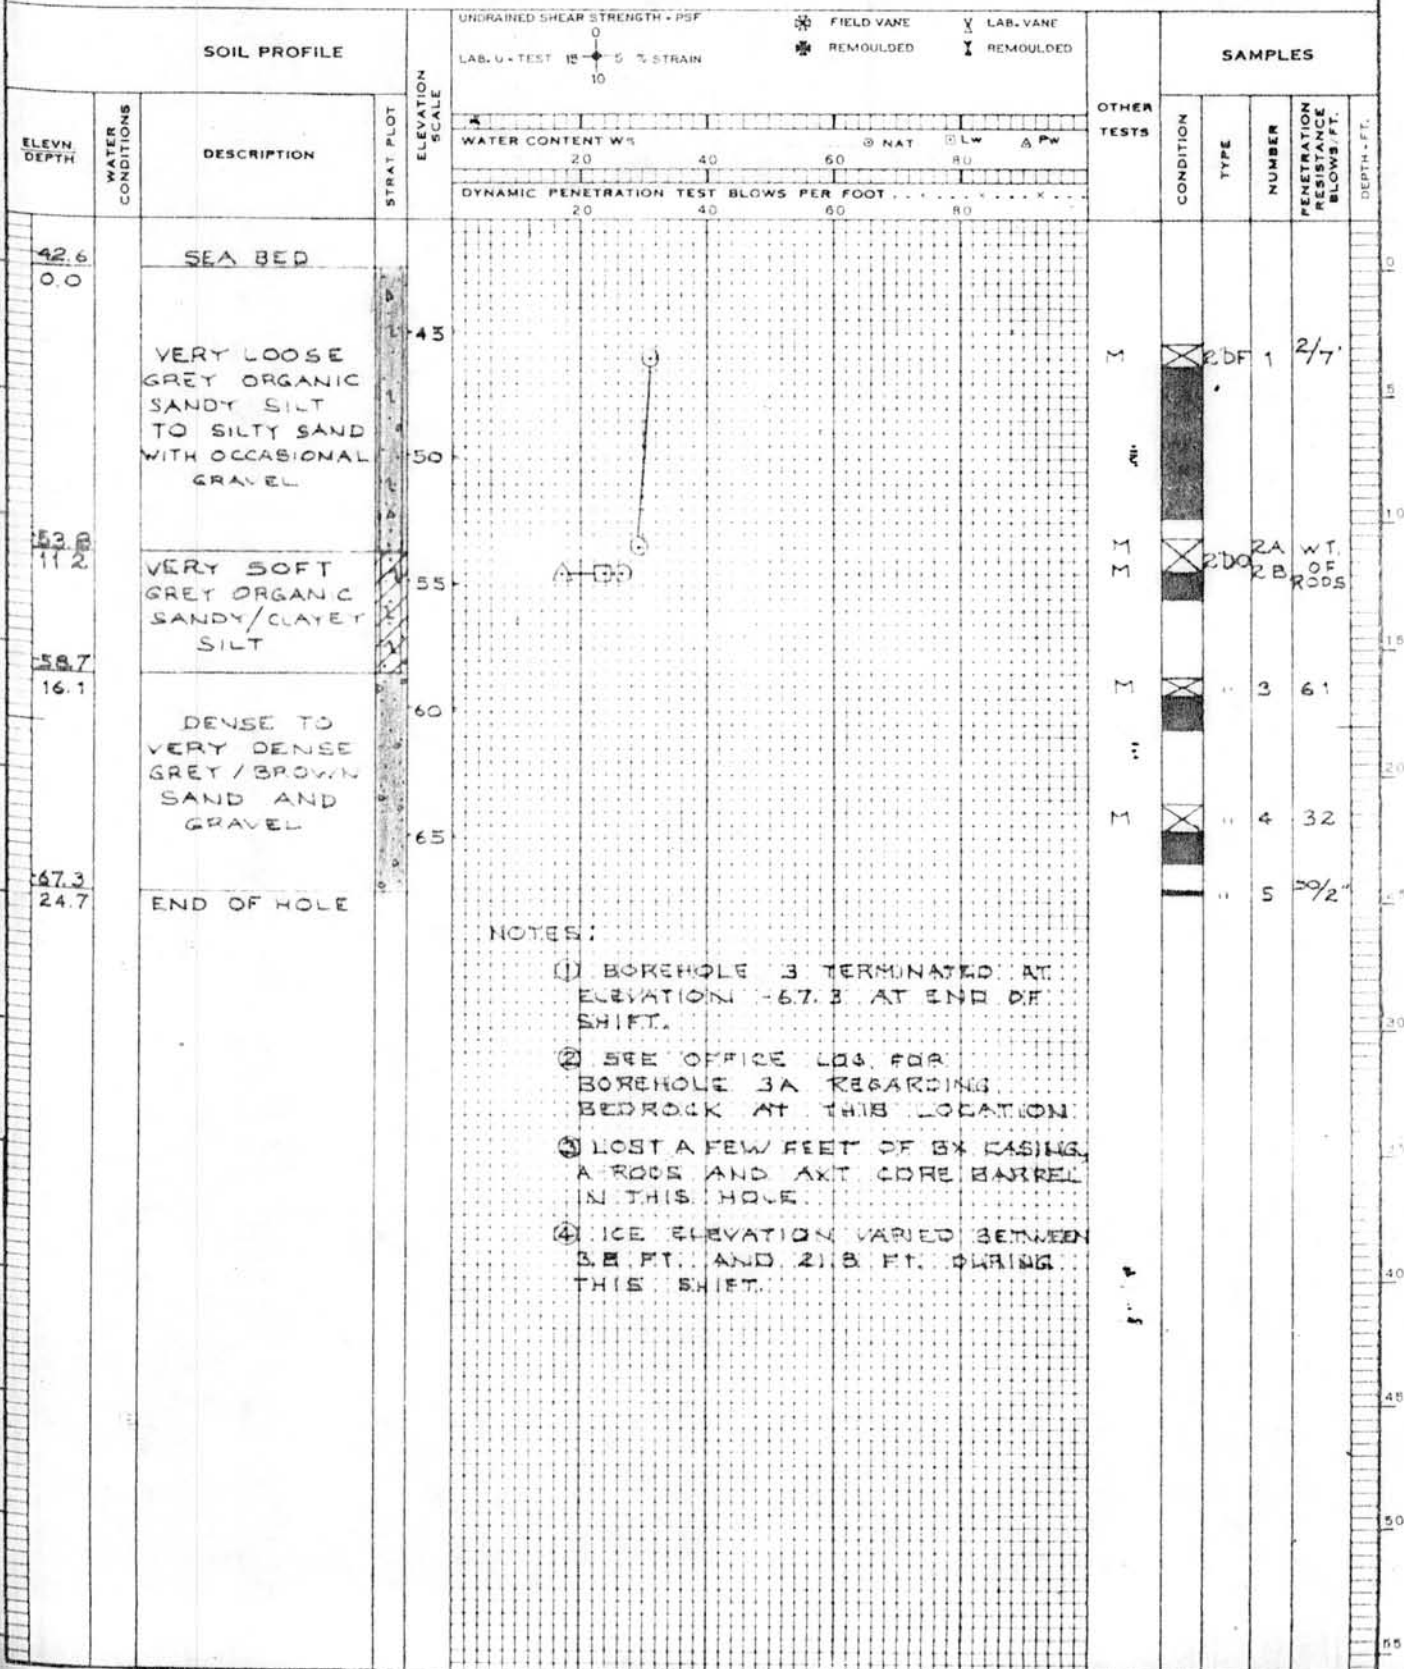 SOIL PROFILE
ELEVATION SCALE
UNDRAINED SHEAR STRENGTH - PSF
0
LAB. U - TEST 15 5 % STRAIN
10
FIELD VANE
LAB. VANE
REMOULDED
REMOULDED
OTHER TESTS
SAMPLES
ELEVN
DEPTH
WATER CONDITIONS
DESCRIPTION
STRAT PLOT
WATER CONTENT W%
NAT
Lw
Pw
20 40 60 80
DYNAMIC PENETRATION TEST BLOWS PER FOOT
20 40 60 80
CONDITION
TYPE
NUMBER
PENETRATION RESISTANCE BLOWS/FT.
DEPTH - FT.
42.6
0.0
SEA BED
VERY LOOSE
GREY ORGANIC
SANDY SILT
TO SILTY SAND
WITH OCCASIONAL
GRAVEL
-53.8
11.2
VERY SOFT
GREY ORGANIC
SANDY/CLAYEY
SILT
-58.7
16.1
DENSE TO
VERY DENSE
GREY / BROWN
SAND AND
GRAVEL
-67.3
24.7
END OF HOLE
-45
-50
-55
-60
-65
M 1 2/7'
M 2A WT.
M 2DO 2B OF
RODS
M " 3 61
M " 4 32
" 5
0
5
10
15
20
25
30
40
45
50
55
NOTES:
① BOREHOLE 3 TERMINATED AT
ELEVATION -67.3 AT END OF
SHIFT.
② SEE OFFICE LOG FOR
BOREHOLE 3A REGARDING
BEDROCK AT THIS LOCATION
③ LOST A FEW FEET OF BX CASING,
A RODS AND AXT CORE BARREL
IN THIS HOLE.
④ ICE ELEVATION VARIED BETWEEN
3.8 FT. AND 21.8 FT. DURING
THIS SHIFT.